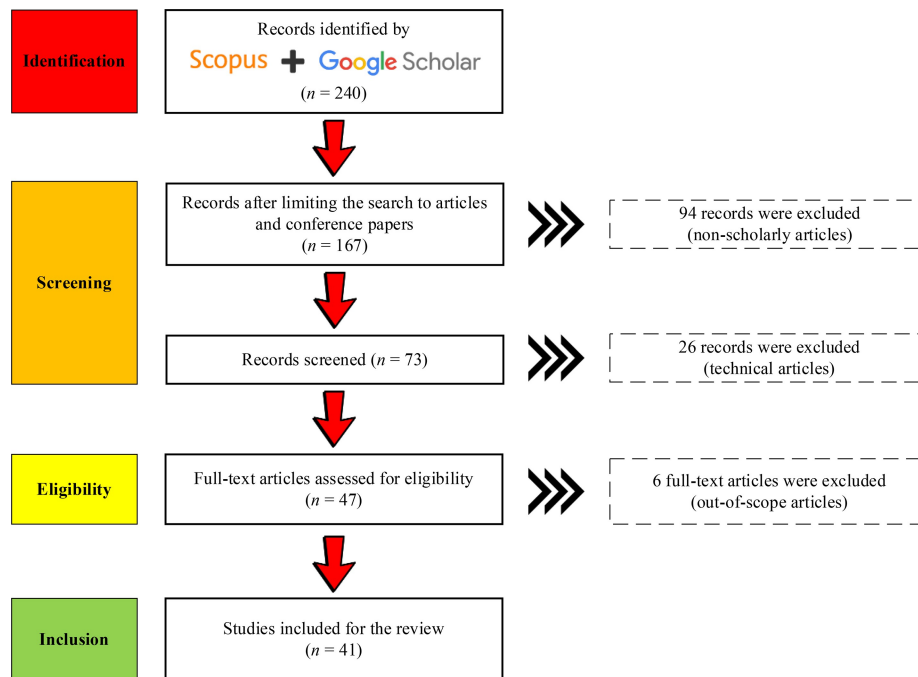 Identification
Records identified by
Scopus + Google Scholar
(n = 240)
Screening
Records after limiting the search to articles
and conference papers
(n = 167)
94 records were excluded
(non-scholarly articles)
Records screened (n = 73)
26 records were excluded
(technical articles)
Eligibility
Full-text articles assessed for eligibility
(n = 47)
6 full-text articles were excluded
(out-of-scope articles)
Inclusion
Studies included for the review
(n = 41)